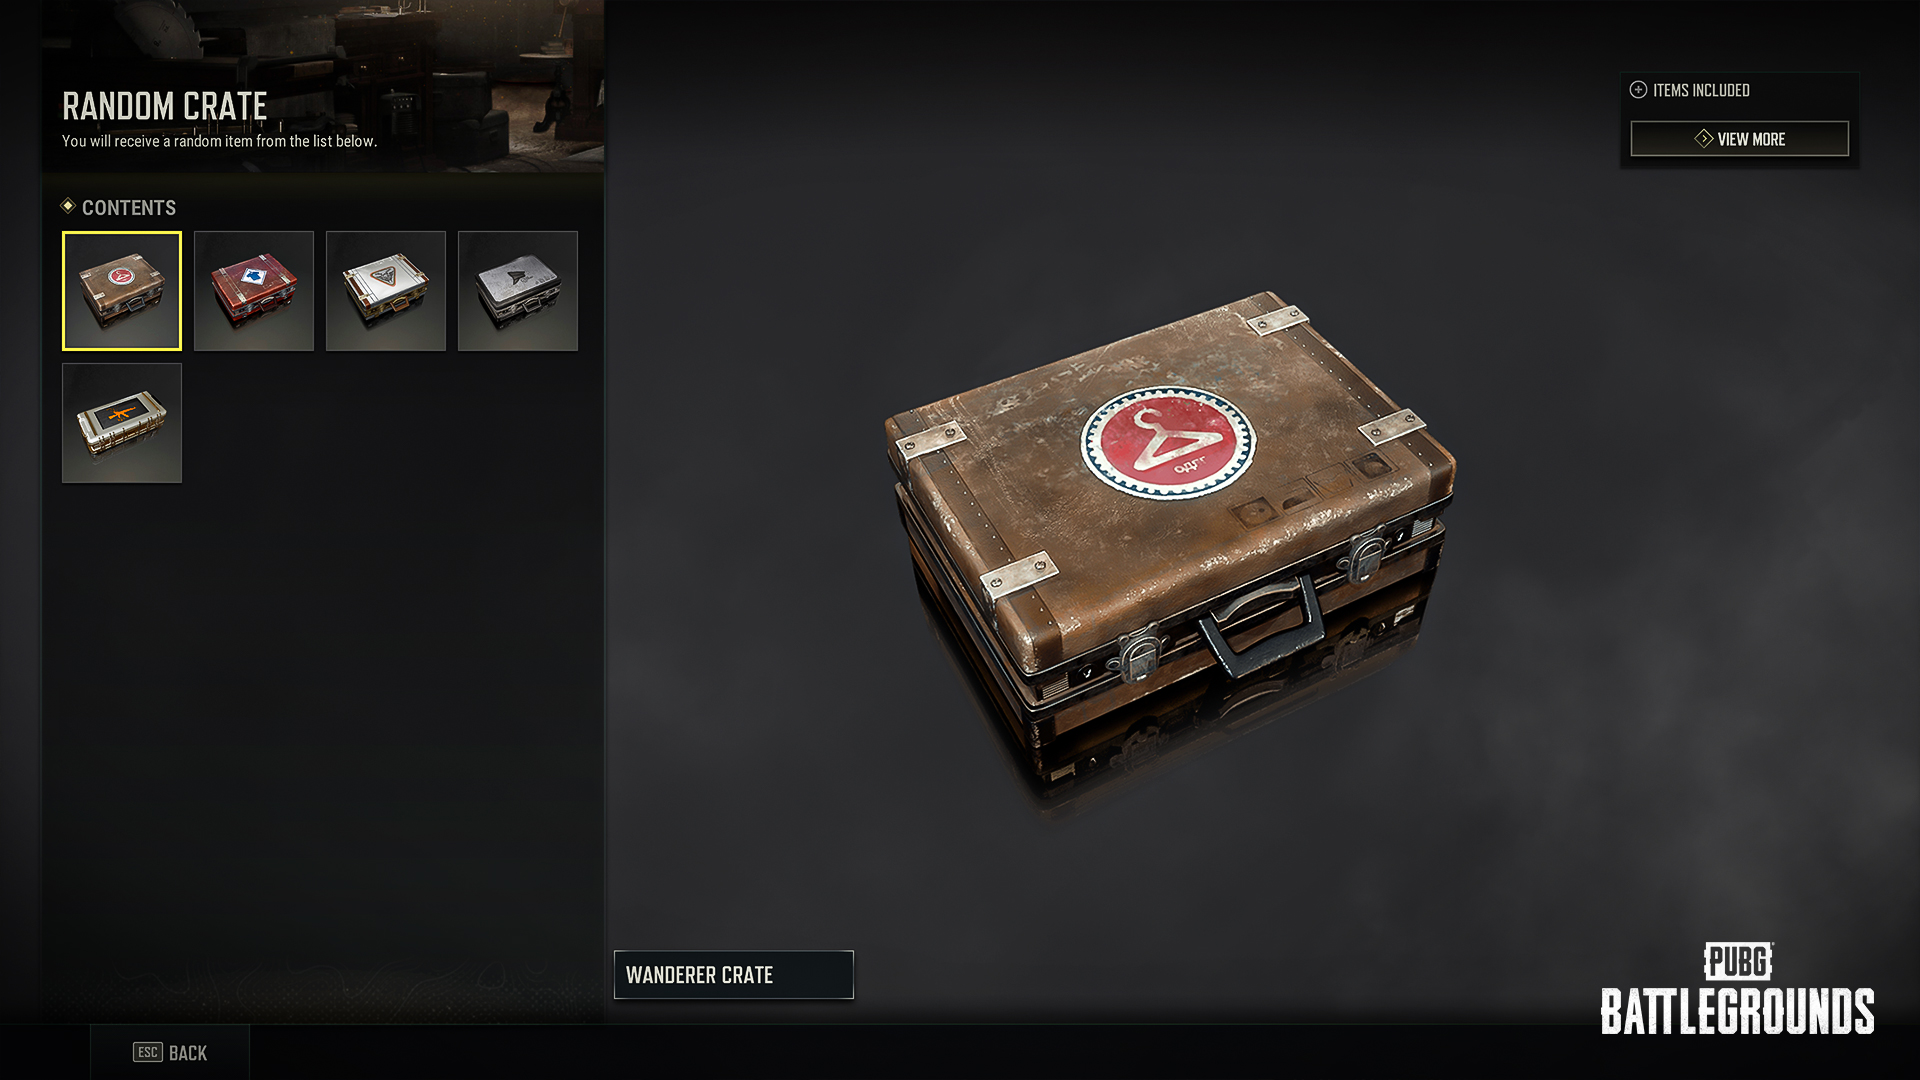 RANDOM CRATE
You will receive a random item from the list below.
CONTENTS
ITEMS INCLUDED
VIEW MORE
WANDERER CRATE
ESC BACK
PUBG
BATTLEGROUNDS